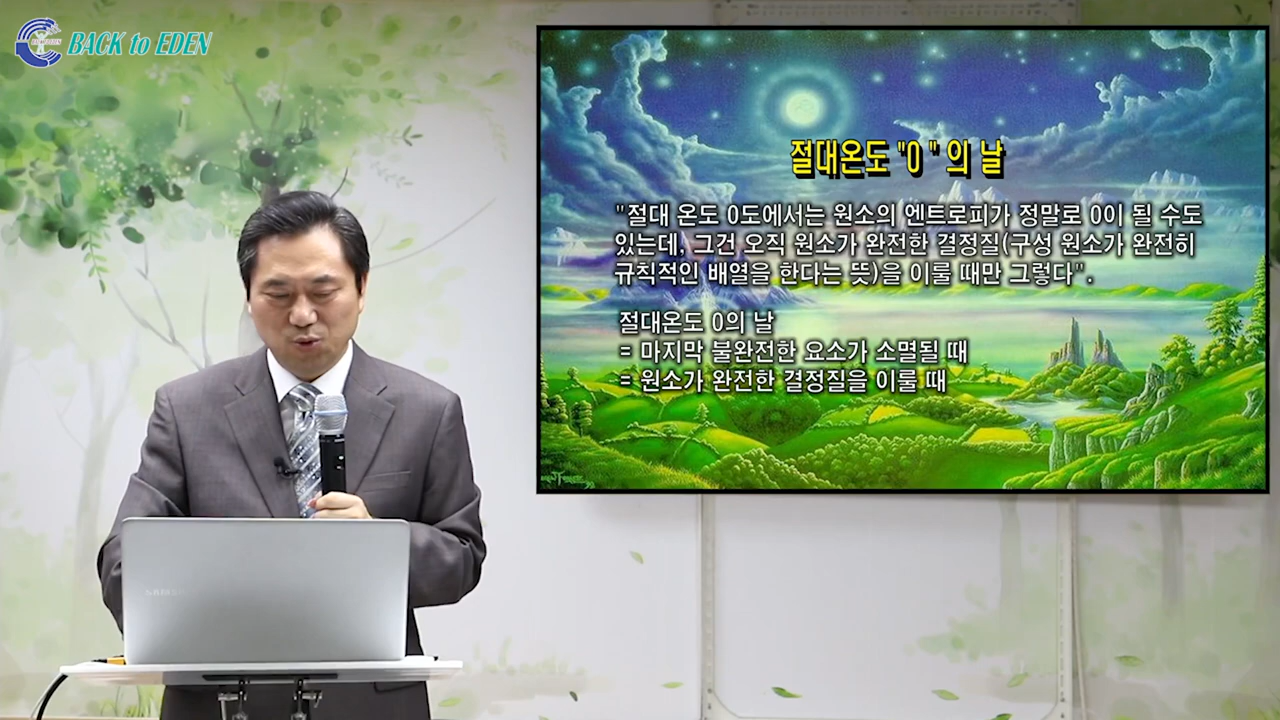 BACK to EDEN
절대온도 "0 " 의 날
"절대 온도 0도에서는 원소의 엔트로피가 정말로 0이 될 수도
있는데, 그건 오직 원소가 완전한 결정질(구성 원소가 완전히
규칙적인 배열을 한다는 뜻)을 이룰 때만 그렇다".
절대온도 0의 날
= 마지막 불완전한 요소가 소멸될 때
= 원소가 완전한 결정질을 이룰 때
SAMSUNG